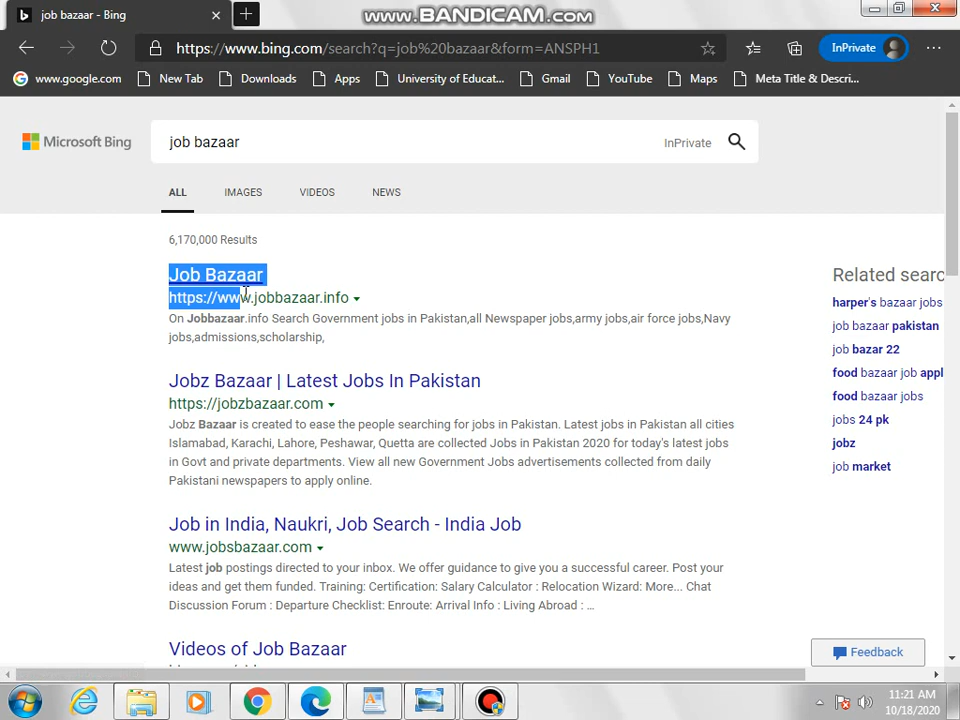 job bazaar - Bing
www.BANDICAM.com
https://www.bing.com/search?q=job%20bazaar&form=ANSPH1
InPrivate
www.google.com
New Tab
Downloads
Apps
University of Educat...
Gmail
YouTube
Maps
Meta Title & Descri...
Microsoft Bing
job bazaar
InPrivate
ALL
IMAGES
VIDEOS
NEWS
6,170,000 Results
Job Bazaar
https://www.jobbazaar.info
On Jobbazaar.info Search Government jobs in Pakistan,all Newspaper jobs,army jobs,air force jobs,Navy
jobs,admissions,scholarship,
Jobz Bazaar | Latest Jobs In Pakistan
https://jobzbazaar.com
Jobz Bazaar is created to ease the people searching for jobs in Pakistan. Latest jobs in Pakistan all cities
Islamabad, Karachi, Lahore, Peshawar, Quetta are collected Jobs in Pakistan 2020 for today's latest jobs
in Govt and private departments. View all new Government Jobs advertisements collected from daily
Pakistani newspapers to apply online.
Job in India, Naukri, Job Search - India Job
www.jobsbazaar.com
Latest job postings directed to your inbox. We offer guidance to give you a successful career. Post your
ideas and get them funded. Training: Certification: Salary Calculator : Relocation Wizard: More... Chat
Discussion Forum : Departure Checklist: Enroute: Arrival Info : Living Abroad : ...
Videos of Job Bazaar
Related searc
harper's bazaar jobs
job bazaar pakistan
job bazar 22
food bazaar job appl
food bazaar jobs
jobs 24 pk
jobz
job market
Feedback
11:21 AM
10/18/2020